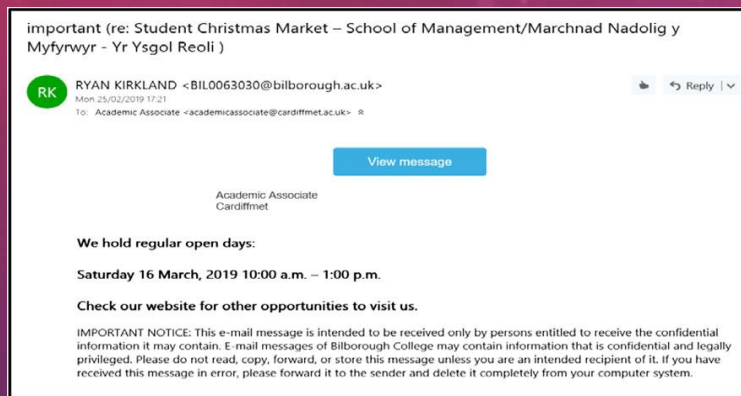 important (re: Student Christmas Market – School of Management/Marchnad Nadolig y
Myfyrwyr - Yr Ysgol Reoli )
RK
RYAN KIRKLAND <BIL0063030@bilborough.ac.uk>
Mon 25/02/2019 17:21
To: Academic Associate <academicassociate@cardiffmet.ac.uk>
Reply
View message
Academic Associate
Cardiffmet
We hold regular open days:
Saturday 16 March, 2019 10:00 a.m. – 1:00 p.m.
Check our website for other opportunities to visit us.
IMPORTANT NOTICE: This e-mail message is intended to be received only by persons entitled to receive the confidential
information it may contain. E-mail messages of Bilborough College may contain information that is confidential and legally
privileged. Please do not read, copy, forward, or store this message unless you are an intended recipient of it. If you have
received this message in error, please forward it to the sender and delete it completely from your computer system.